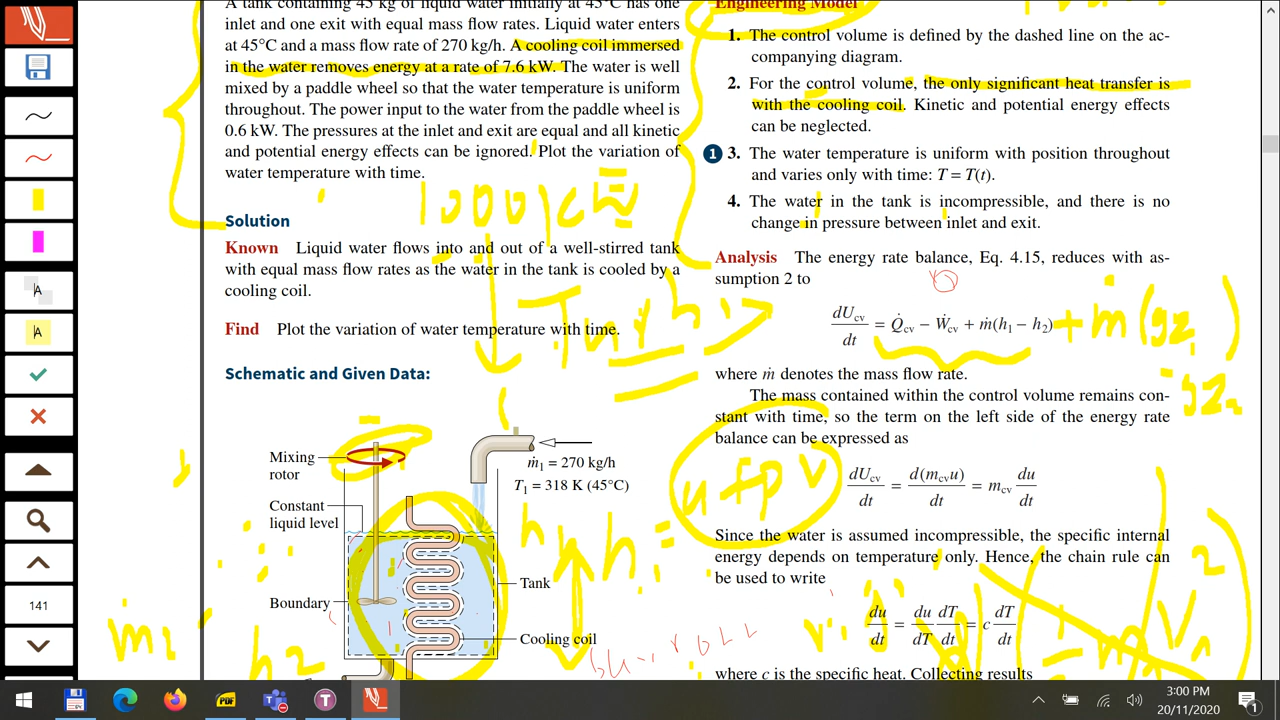 A tank containing 45 kg of liquid water initially at 45°C has one
inlet and one exit with equal mass flow rates. Liquid water enters
at 45°C and a mass flow rate of 270 kg/h. A cooling coil immersed
in the water removes energy at a rate of 7.6 kW. The water is well
mixed by a paddle wheel so that the water temperature is uniform
throughout. The power input to the water from the paddle wheel is
0.6 kW. The pressures at the inlet and exit are equal and all kinetic
and potential energy effects can be ignored. Plot the variation of
water temperature with time.
Solution
Known Liquid water flows into and out of a well-stirred tank
with equal mass flow rates as the water in the tank is cooled by a
cooling coil.
Find Plot the variation of water temperature with time.
Schematic and Given Data:
Mixing
rotor
ṁ₁ = 270 kg/h
T₁ = 318 K (45°C)
Constant
liquid level
Tank
Boundary
Cooling coil
ṁ
h2
h₁ = u + p v
Engineering Model
1. The control volume is defined by the dashed line on the ac-
companying diagram.
2. For the control volume, the only significant heat transfer is
with the cooling coil. Kinetic and potential energy effects
can be neglected.
1 3. The water temperature is uniform with position throughout
and varies only with time: T = T(t).
4. The water in the tank is incompressible, and there is no
change in pressure between inlet and exit.
Analysis The energy rate balance, Eq. 4.15, reduces with as-
sumption 2 to
dUcv/dt = Q̇cv − Ẇcv + ṁ(h₁ − h₂) + ṁ(gz₁ - gz₂)
where ṁ denotes the mass flow rate.
The mass contained within the control volume remains con-
stant with time, so the term on the left side of the energy rate
balance can be expressed as
dUcv/dt = d(mcvu)/dt = mcv du/dt
Since the water is assumed incompressible, the specific internal
energy depends on temperature only. Hence, the chain rule can
be used to write
du/dt = du/dT dT/dt = c dT/dt
where c is the specific heat. Collecting results
141
3:00 PM
20/11/2020
1